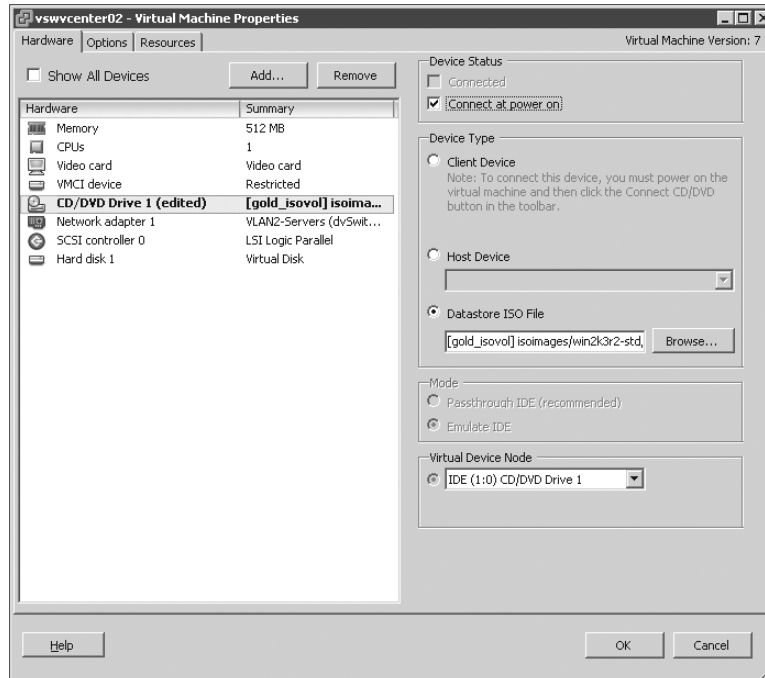 vswvcenter02 - Virtual Machine Properties
Hardware Options Resources Virtual Machine Version: 7
Show All Devices Add... Remove
Hardware Summary
Memory 512 MB
CPUs 1
Video card Video card
VMCI device Restricted
CD/DVD Drive 1 (edited) [gold_isovol] isoima...
Network adapter 1 VLAN2-Servers (dvSwit...
SCSI controller 0 LSI Logic Parallel
Hard disk 1 Virtual Disk
Device Status
Connected
Connect at power on
Device Type
Client Device
Note: To connect this device, you must power on the
virtual machine and then click the Connect CD/DVD
button in the toolbar.
Host Device
Datastore ISO File
[gold_isovol] isoimages/win2k3r2-std, Browse...
Mode
Passthrough IDE (recommended)
Emulate IDE
Virtual Device Node
IDE (1:0) CD/DVD Drive 1
Help OK Cancel